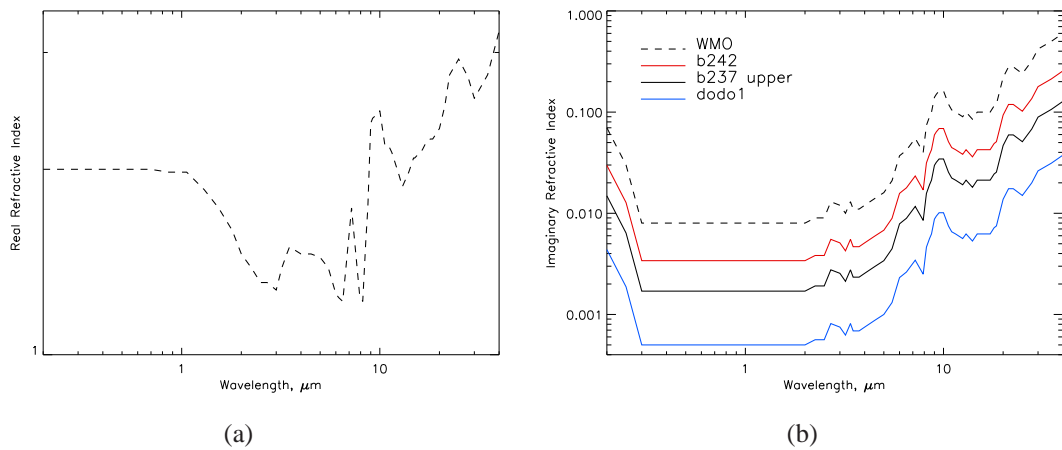 Real Refractive Index
1
1
10
Wavelength, μm
(a)
Imaginary Refractive Index
1.000
0.100
0.010
0.001
WMO
b242
b237 upper
dodo1
1
10
Wavelength, μm
(b)